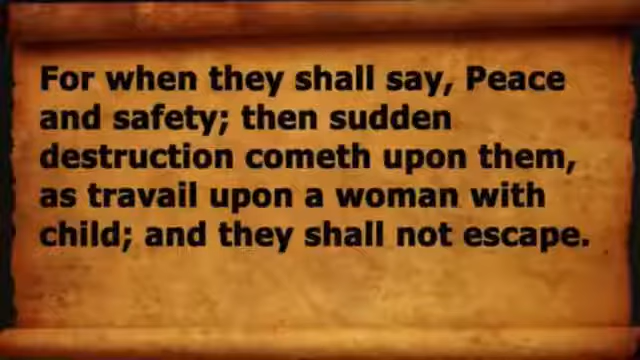 For when they shall say, Peace
and safety; then sudden
destruction cometh upon them,
as travail upon a woman with
child; and they shall not escape.